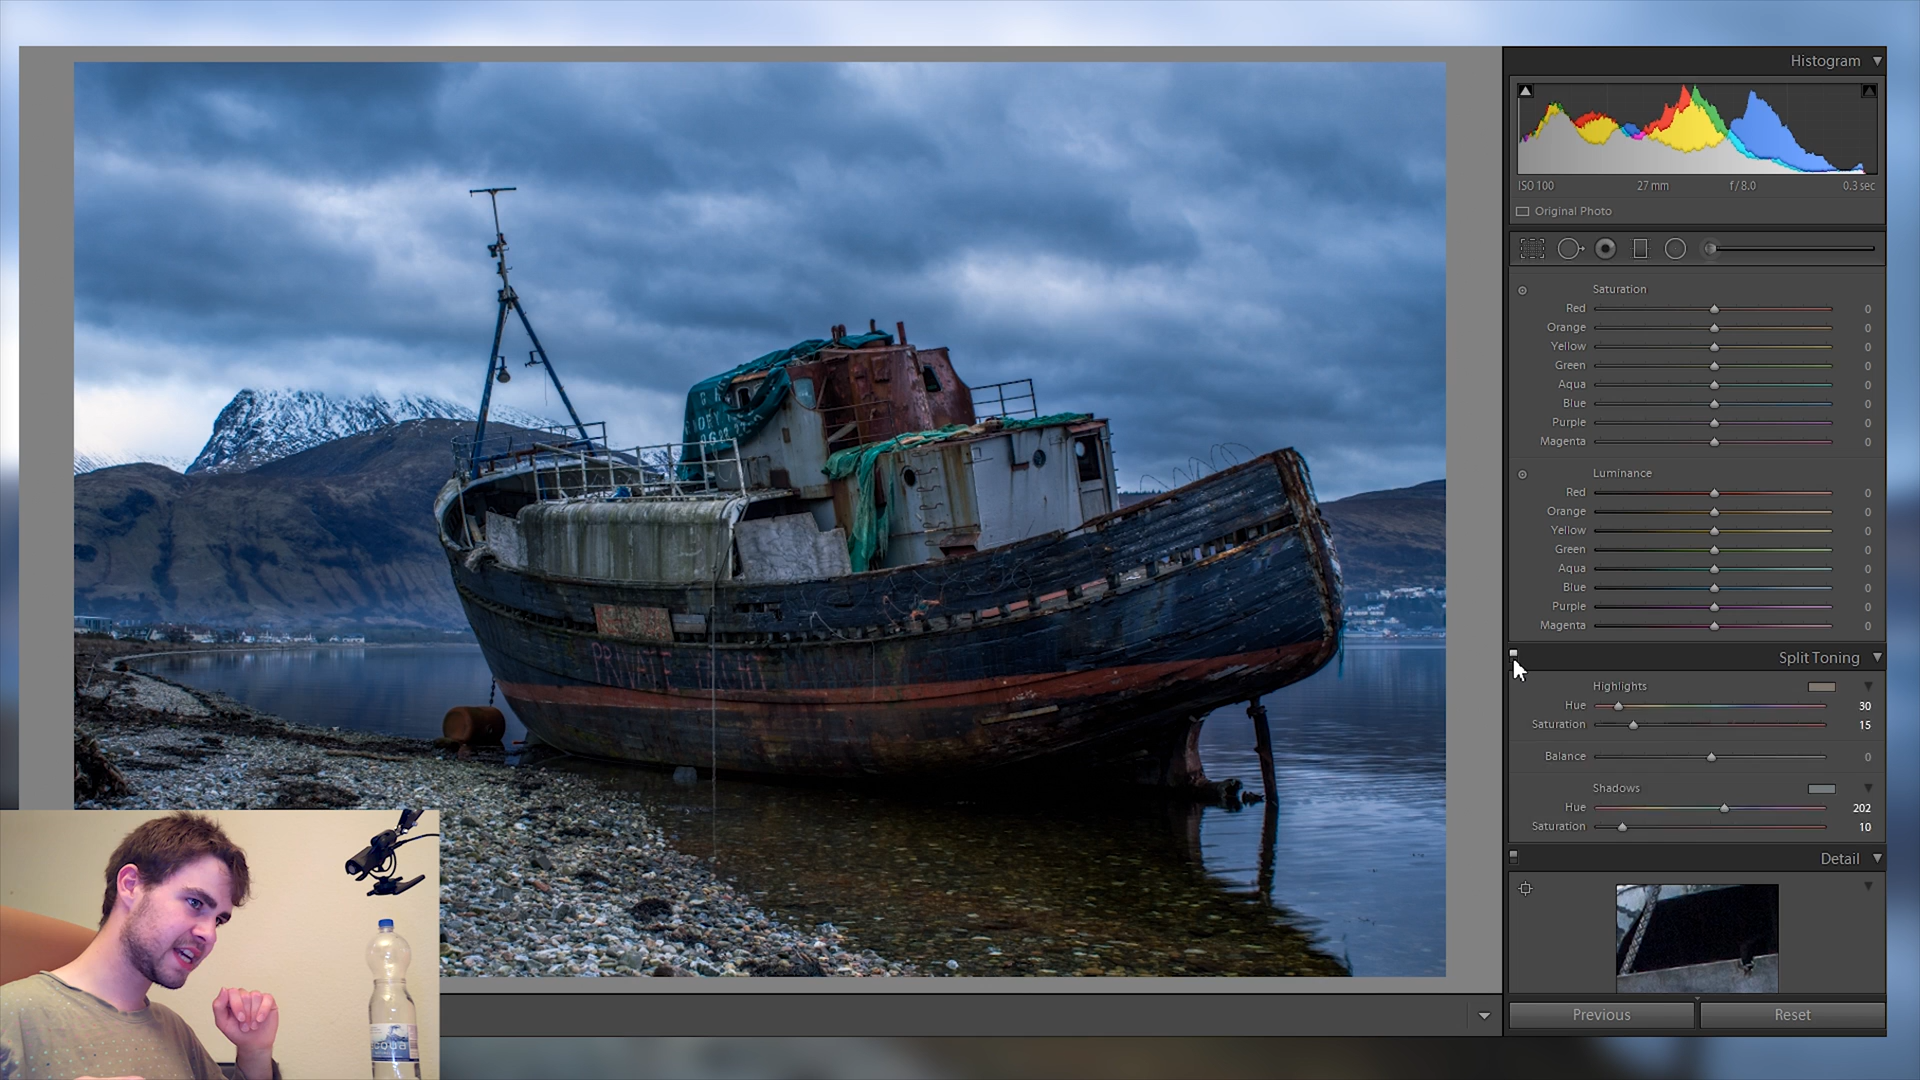 Histogram
ISO 100 27 mm f / 8.0 0.3 sec
Original Photo
Saturation
Red 0
Orange 0
Yellow 0
Green 0
Aqua 0
Blue 0
Purple 0
Magenta 0
Luminance
Red 0
Orange 0
Yellow 0
Green 0
Aqua 0
Blue 0
Purple 0
Magenta 0
Split Toning
Highlights
Hue 30
Saturation 15
Balance 0
Shadows
Hue 202
Saturation 10
Detail
Previous Reset
PRIVATE